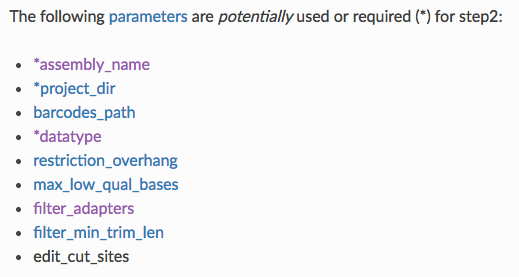 The following parameters are potentially used or required (*) for step2:
• *assembly_name
• *project_dir
• barcodes_path
• *datatype
• restriction_overhang
• max_low_qual_bases
• filter_adapters
• filter_min_trim_len
• edit_cut_sites